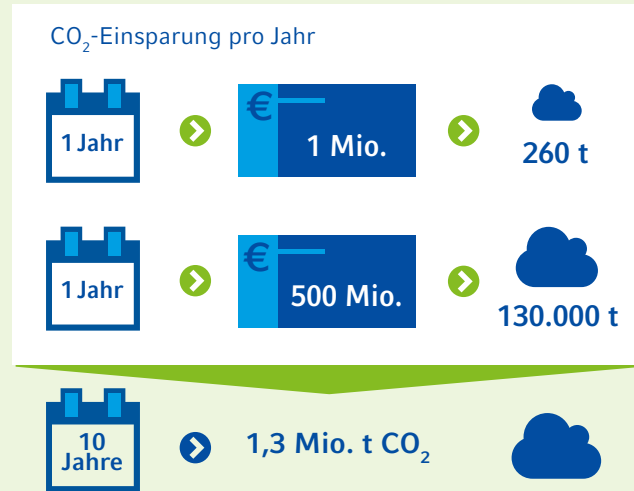 CO₂-Einsparung pro Jahr
1 Jahr
€
1 Mio.
260 t
1 Jahr
€
500 Mio.
130.000 t
10
Jahre
1,3 Mio. t CO₂